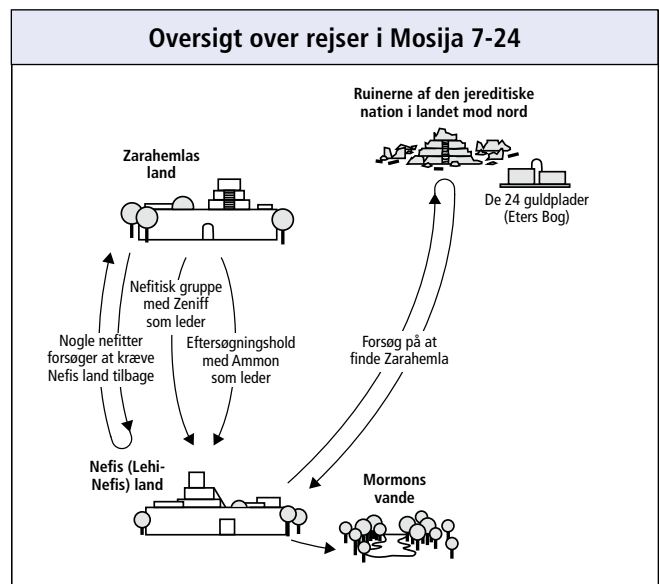 Oversigt over rejser i Mosija 7-24
Ruinerne af den jereditiske
nation i landet mod nord
Zarahemlas
land
De 24 guldplader
(Eters Bog)
Nefitisk gruppe
med Zeniff
som leder
Nogle nefitter
forsøger at kræve
Nefis land tilbage
Eftersøgningshold
med Ammon
som leder
Forsøg på at
finde Zarahemla
Nefis (Lehi-
Nefis) land
Mormons
vande